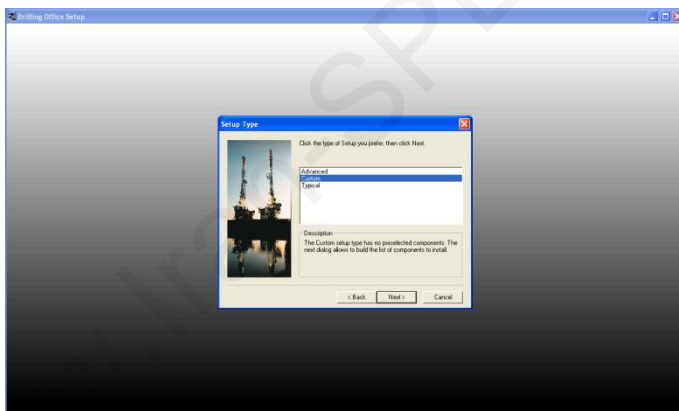 Drilling Office Setup
Setup Type
Click the type of Setup you prefer, then click Next.
Advanced
Custom
Typical
Description
The Custom setup type has no preselected components. The
next dialog allows to build the list of components to install.
< Back
Next >
Cancel